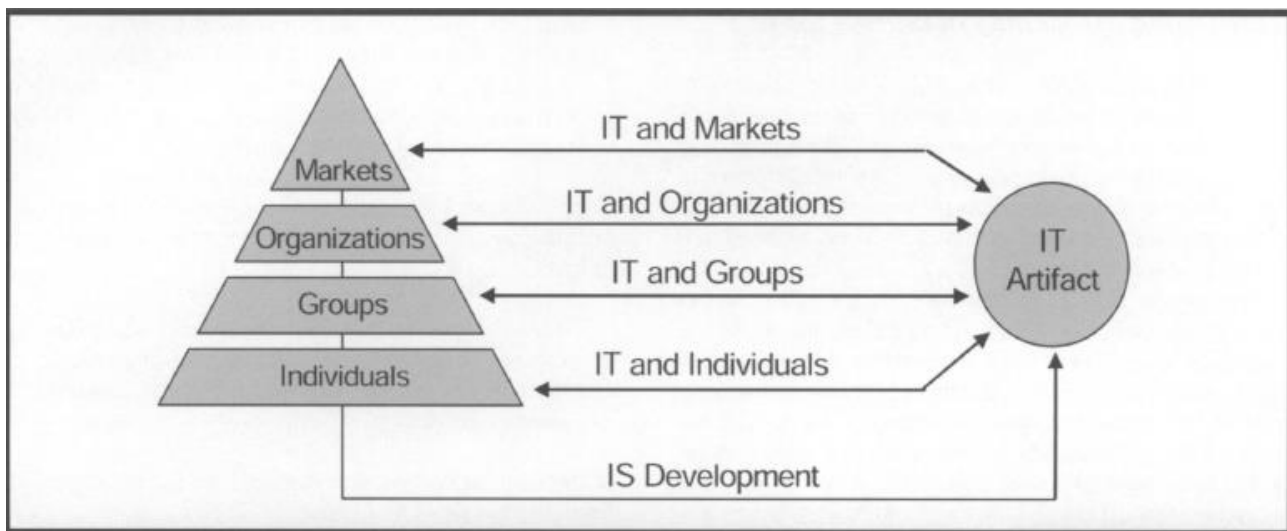 IT and Markets
Markets
IT and Organizations
Organizations
IT
Artifact
IT and Groups
Groups
IT and Individuals
Individuals
IS Development